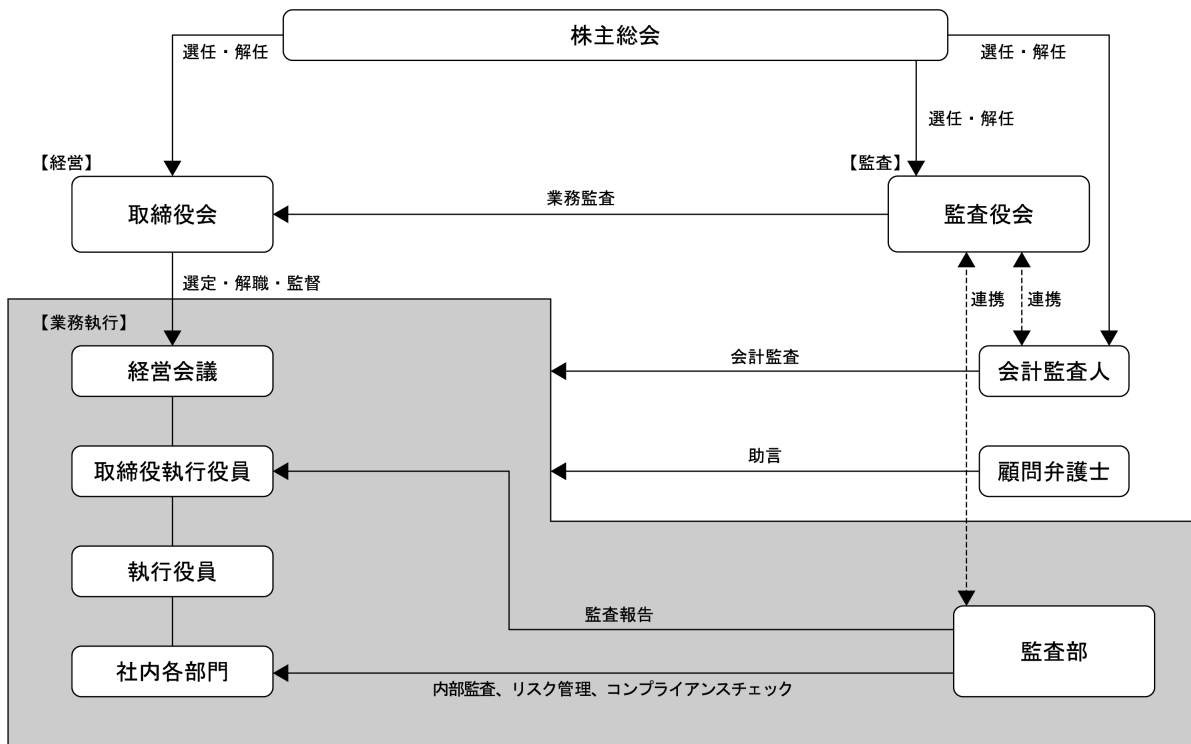 株主総会
選任・解任
選任・解任
選任・解任
【経営】
【監査】
取締役会
業務監査
監査役会
選定・解職・監督
連携
連携
【業務執行】
経営会議
会計監査
会計監査人
取締役執行役員
助言
顧問弁護士
執行役員
監査報告
監査部
社内各部門
内部監査、リスク管理、コンプライアンスチェック